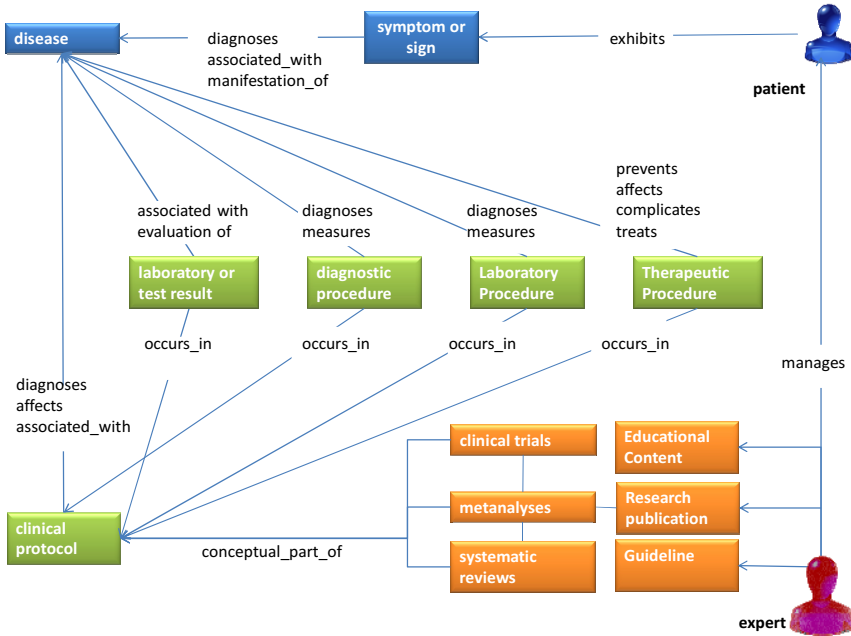 disease
diagnoses
associated_with
manifestation_of
symptom or
sign
exhibits
patient
prevents
affects
complicates
treats
associated with
evaluation of
diagnoses
measures
diagnoses
measures
laboratory or
test result
diagnostic
procedure
Laboratory
Procedure
Therapeutic
Procedure
occurs_in
occurs_in
occurs_in
occurs_in
manages
diagnoses
affects
associated_with
clinical trials
Educational
Content
metanalyses
Research
publication
clinical
protocol
conceptual_part_of
systematic
reviews
Guideline
expert